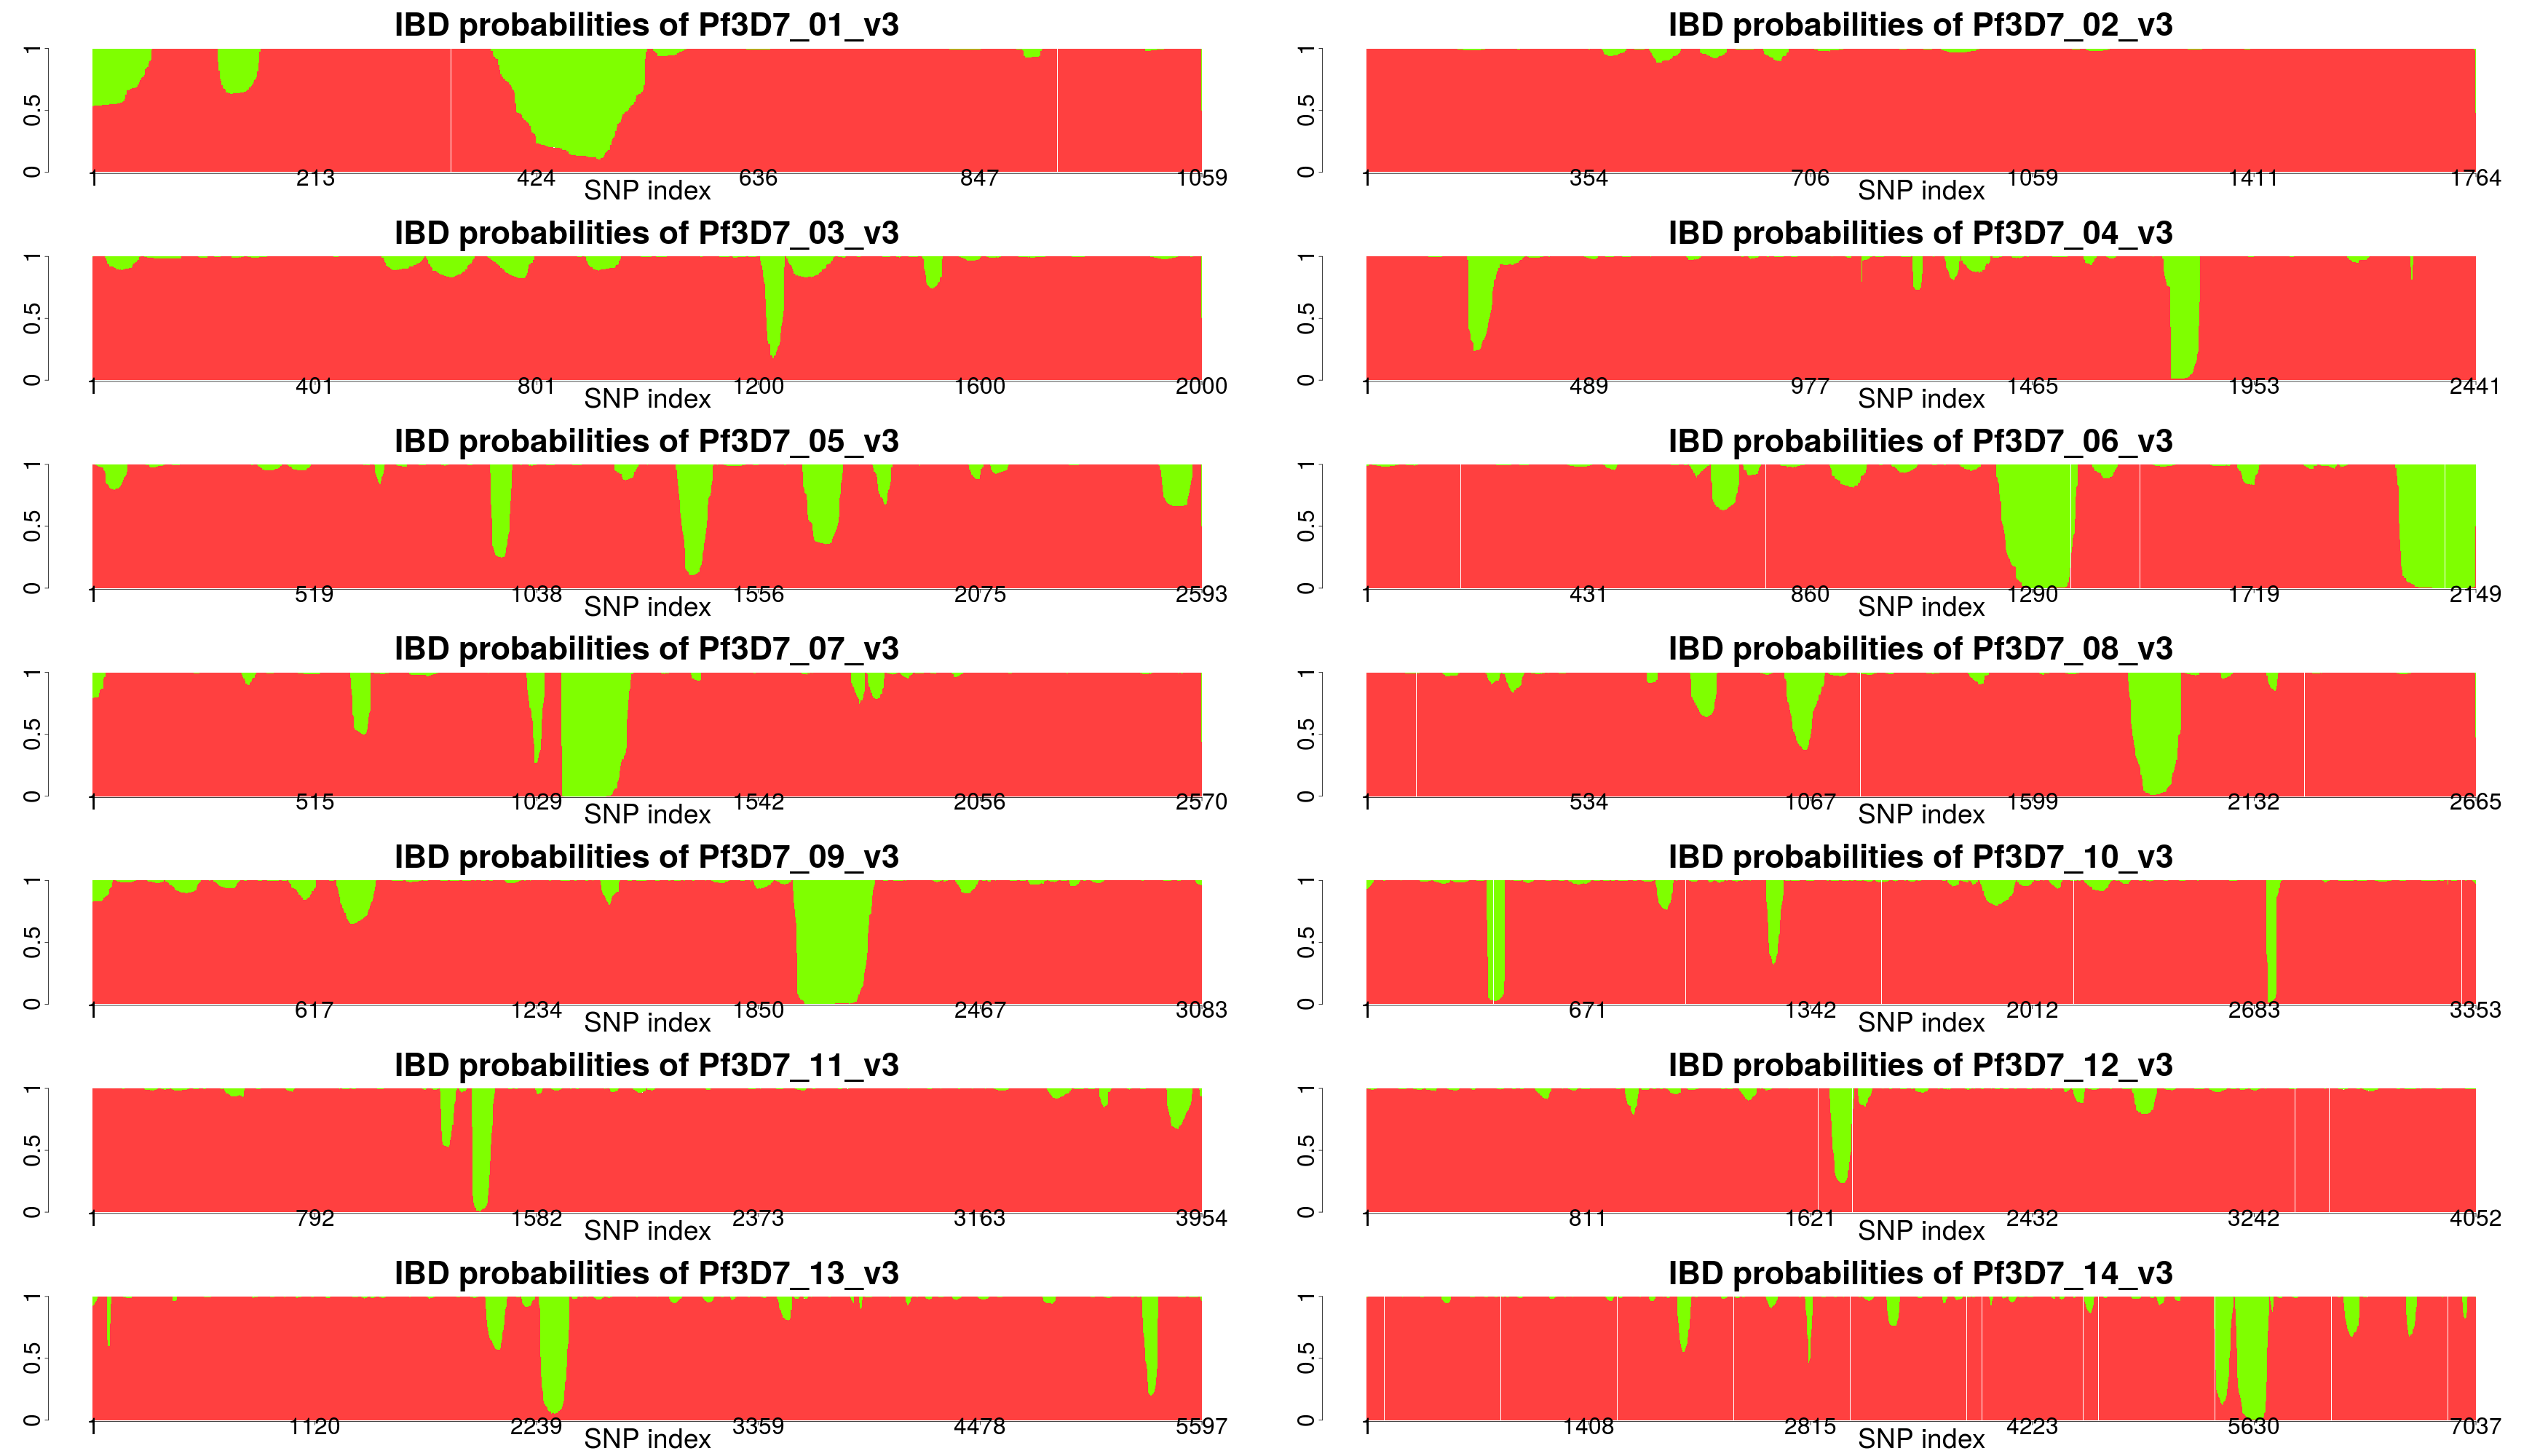 IBD probabilities of Pf3D7_01_v3
0 0.5 1
1 213 424 636 847 1059
SNP index
IBD probabilities of Pf3D7_02_v3
0 0.5 1
1 354 706 1059 1411 1764
SNP index
IBD probabilities of Pf3D7_03_v3
0 0.5 1
1 401 801 1200 1600 2000
SNP index
IBD probabilities of Pf3D7_04_v3
0 0.5 1
1 489 977 1465 1953 2441
SNP index
IBD probabilities of Pf3D7_05_v3
0 0.5 1
1 519 1038 1556 2075 2593
SNP index
IBD probabilities of Pf3D7_06_v3
0 0.5 1
1 431 860 1290 1719 2149
SNP index
IBD probabilities of Pf3D7_07_v3
0 0.5 1
1 515 1029 1542 2056 2570
SNP index
IBD probabilities of Pf3D7_08_v3
0 0.5 1
1 534 1067 1599 2132 2665
SNP index
IBD probabilities of Pf3D7_09_v3
0 0.5 1
1 617 1234 1850 2467 3083
SNP index
IBD probabilities of Pf3D7_10_v3
0 0.5 1
1 671 1342 2012 2683 3353
SNP index
IBD probabilities of Pf3D7_11_v3
0 0.5 1
1 792 1582 2373 3163 3954
SNP index
IBD probabilities of Pf3D7_12_v3
0 0.5 1
1 811 1621 2432 3242 4052
SNP index
IBD probabilities of Pf3D7_13_v3
0 0.5 1
1 1120 2239 3359 4478 5597
SNP index
IBD probabilities of Pf3D7_14_v3
0 0.5 1
1 1408 2815 4223 5630 7037
SNP index